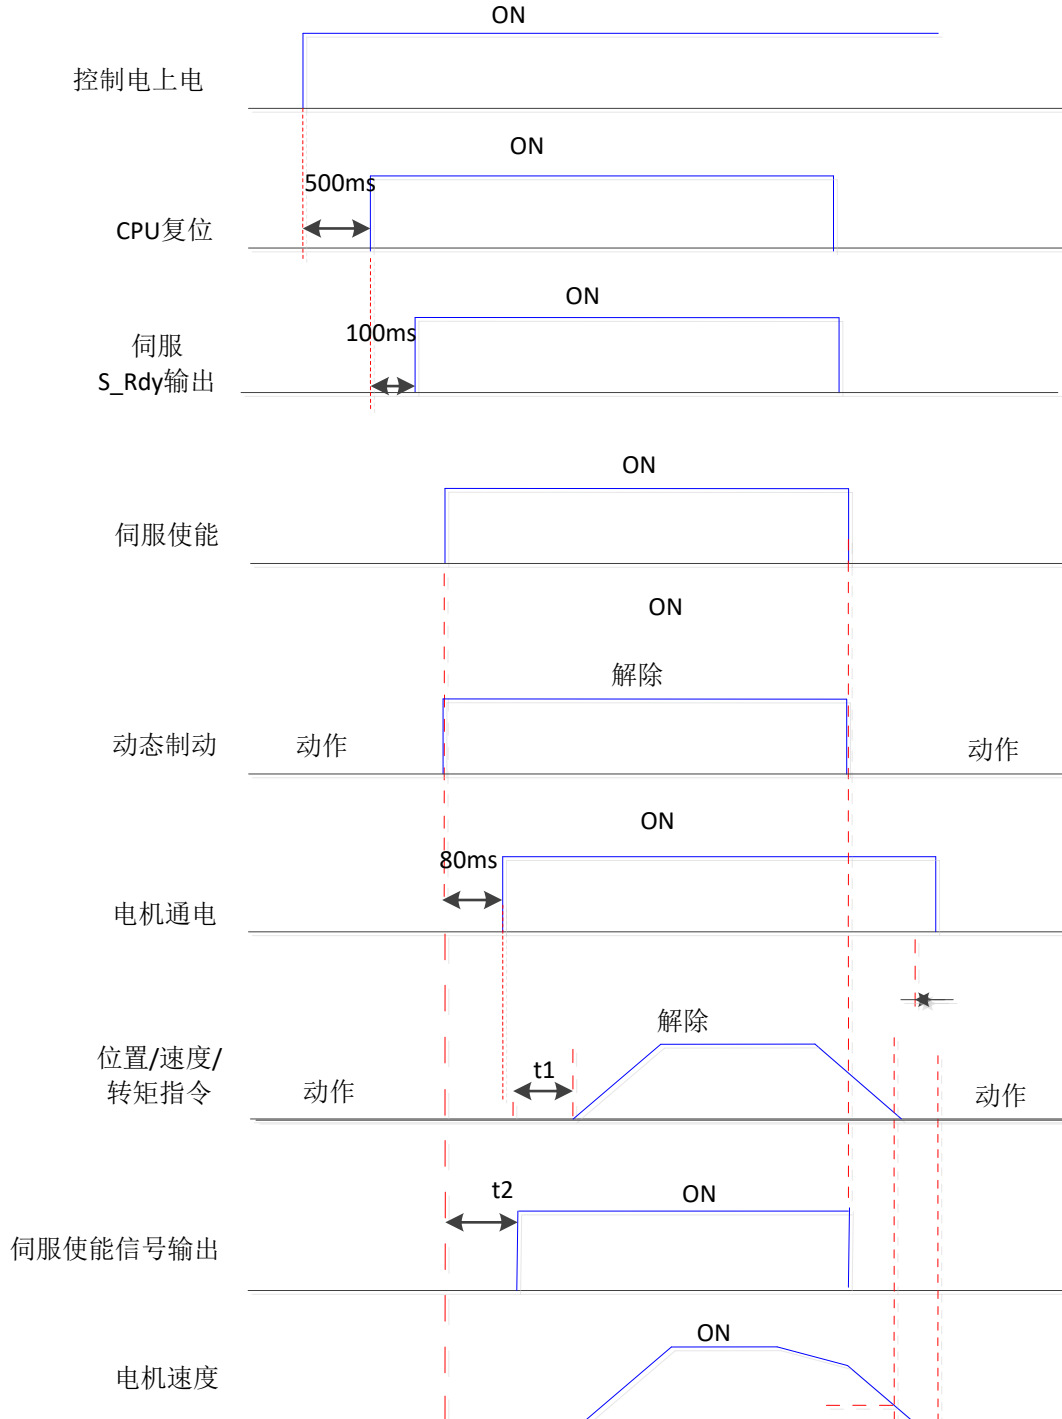 ON
控制电上电
ON
500ms
CPU复位
ON
100ms
伺服
S_Rdy输出
ON
伺服使能
ON
解除
动态制动
动作
动作
ON
80ms
电机通电
解除
位置/速度/
转矩指令
动作
t1
动作
t2
ON
伺服使能信号输出
ON
电机速度